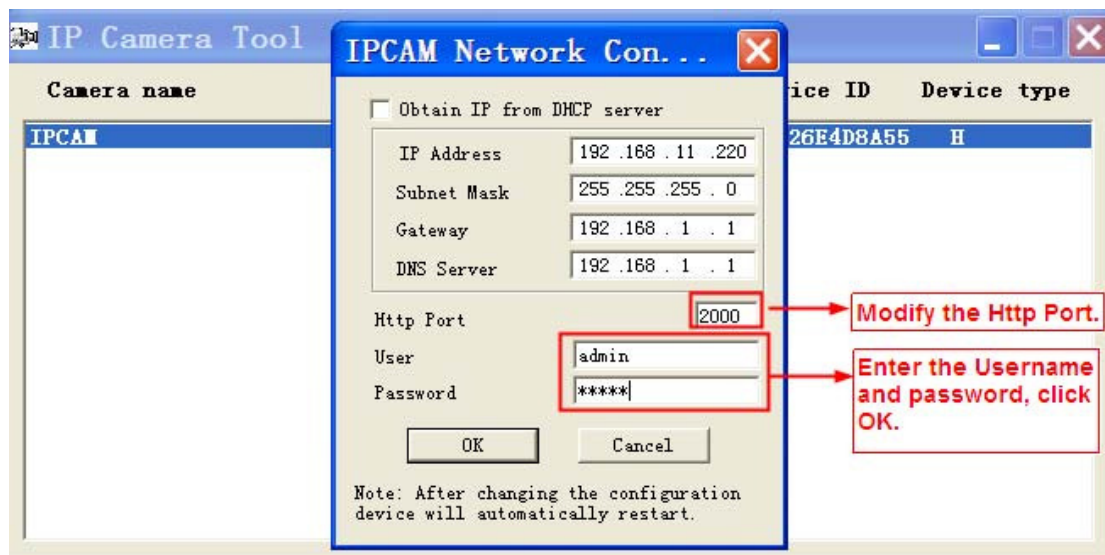 IP Camera Tool
IPCAM Network Con...
Camera name
ice ID
Device type
IPCAM
26E4D8A55
H
Obtain IP from DHCP server
IP Address
192 .168 . 11 .220
Subnet Mask
255 .255 .255 . 0
Gateway
192 .168 . 1 . 1
DNS Server
192 .168 . 1 . 1
Http Port
2000
Modify the Http Port.
User
admin
Password
*****
Enter the Username
and password, click
OK.
OK
Cancel
Note: After changing the configuration
device will automatically restart.